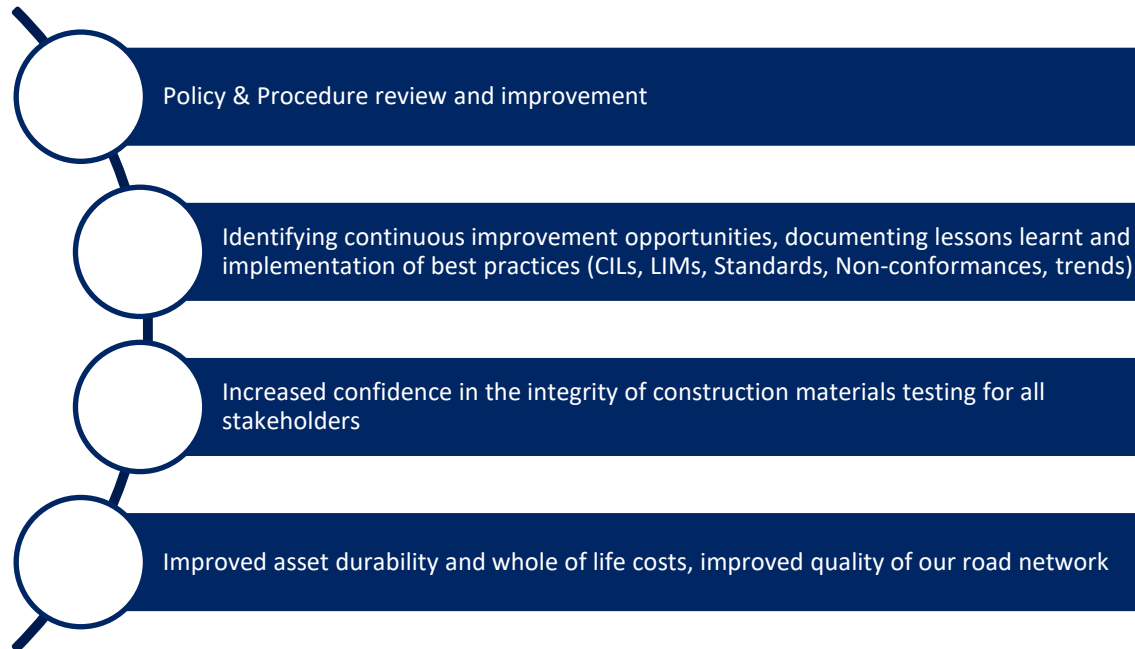 Policy & Procedure review and improvement
Identifying continuous improvement opportunities, documenting lessons learnt and
implementation of best practices (CILs, LIMs, Standards, Non-conformances, trends)
Increased confidence in the integrity of construction materials testing for all
stakeholders
Improved asset durability and whole of life costs, improved quality of our road network